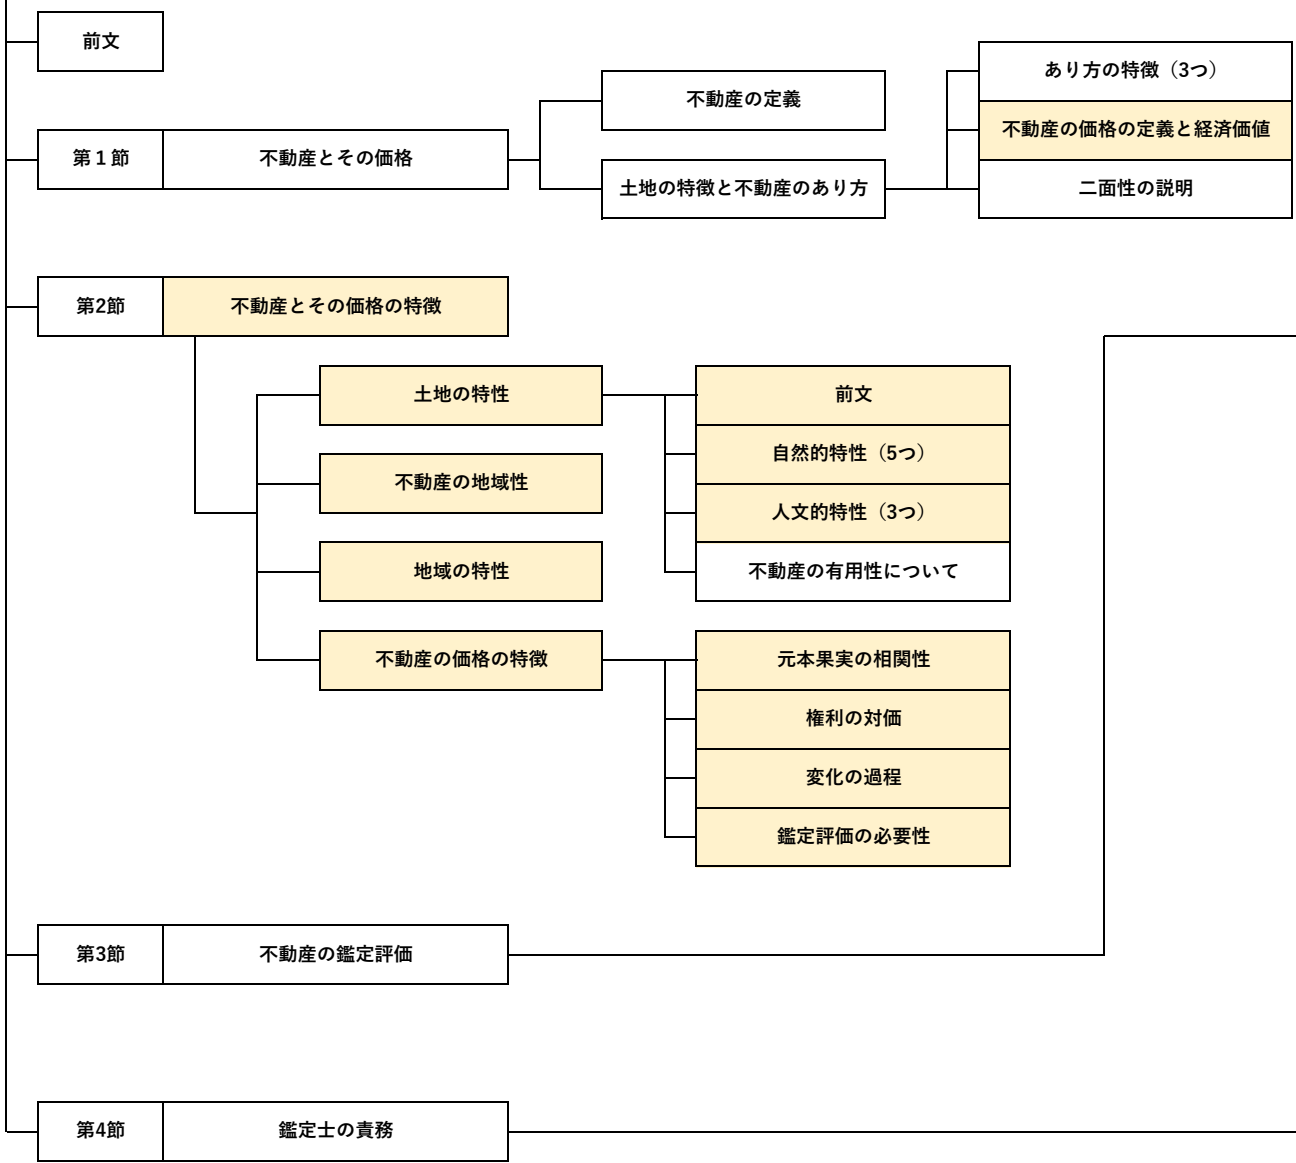 前文
第１節
不動産とその価格
不動産の定義
土地の特徴と不動産のあり方
あり方の特徴（3つ）
不動産の価格の定義と経済価値
二面性の説明
第2節
不動産とその価格の特徴
土地の特性
前文
自然的特性（5つ）
人文的特性（3つ）
不動産の有用性について
不動産の地域性
地域の特性
不動産の価格の特徴
元本果実の相関性
権利の対価
変化の過程
鑑定評価の必要性
第3節
不動産の鑑定評価
第4節
鑑定士の責務